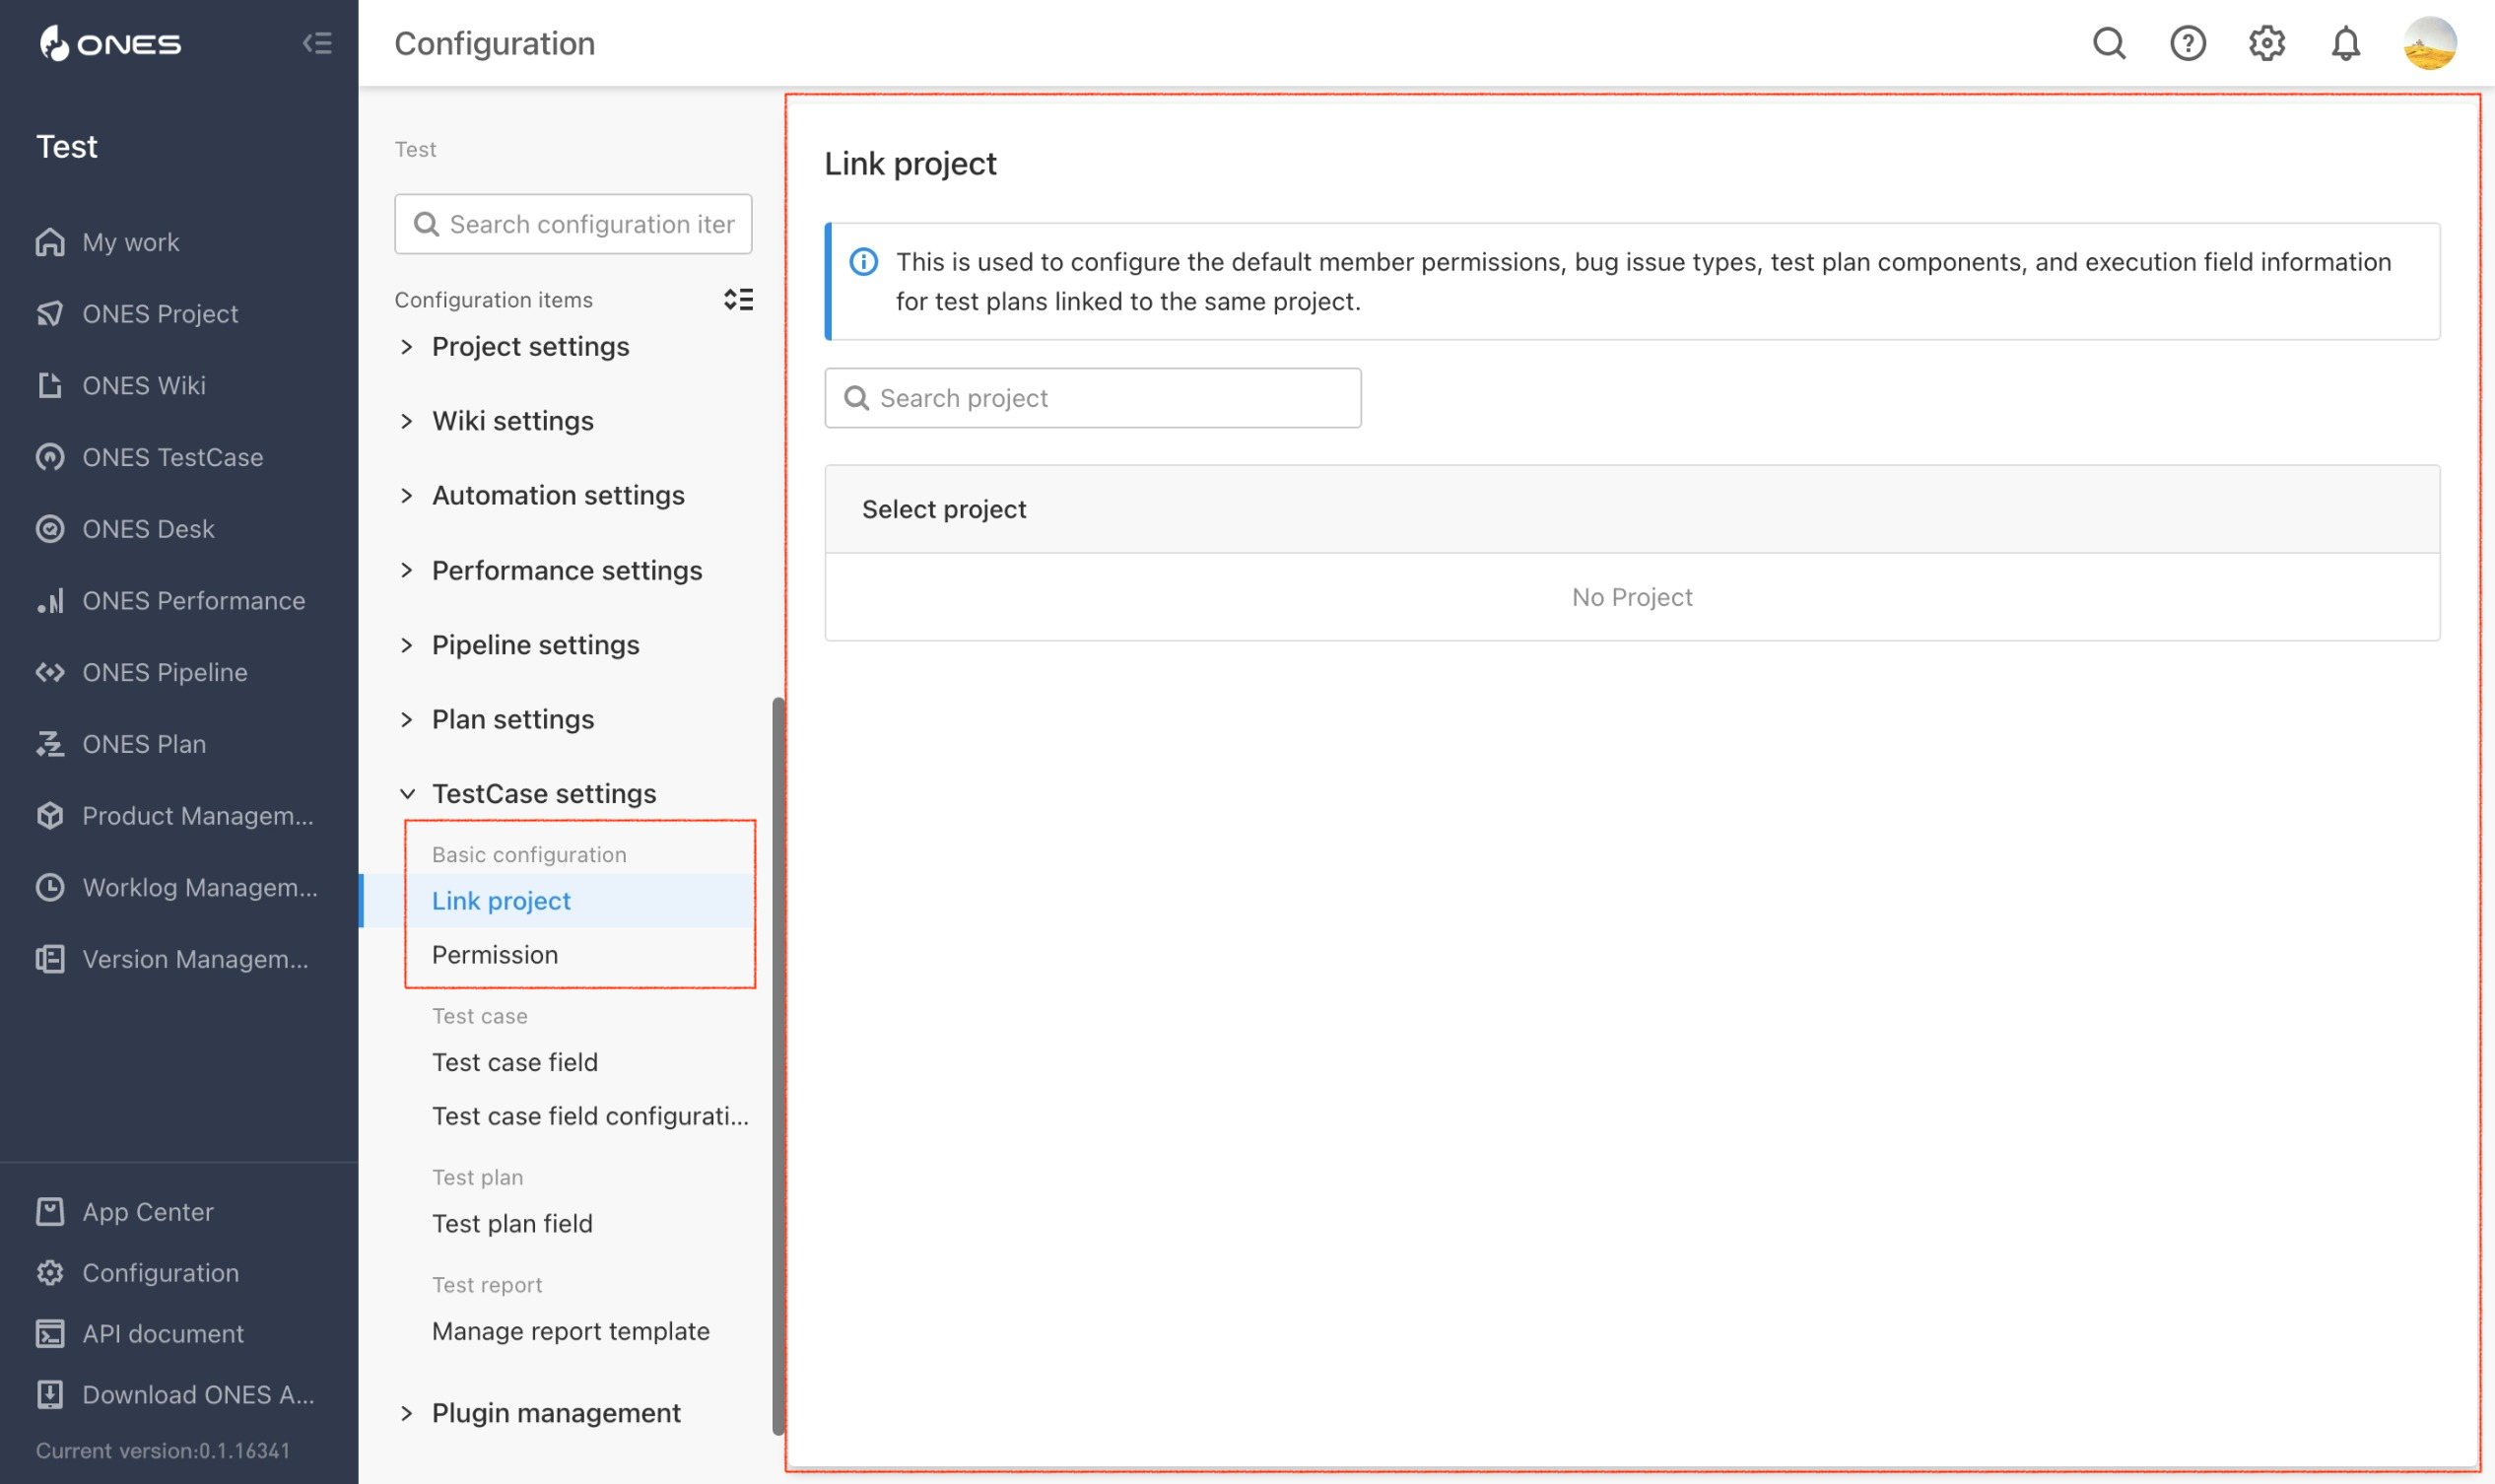 ONES
Configuration
Test
My work
ONES Project
ONES Wiki
ONES TestCase
ONES Desk
ONES Performance
ONES Pipeline
ONES Plan
Product Managem...
Worklog Managem...
Version Managem...
App Center
Configuration
API document
Download ONES A...
Current version:0.1.16341
Test
Search configuration iter
Configuration items
Project settings
Wiki settings
Automation settings
Performance settings
Pipeline settings
Plan settings
TestCase settings
Basic configuration
Link project
Permission
Test case
Test case field
Test case field configurati...
Test plan
Test plan field
Test report
Manage report template
Plugin management
Link project
This is used to configure the default member permissions, bug issue types, test plan components, and execution field information
for test plans linked to the same project.
Search project
Select project
No Project